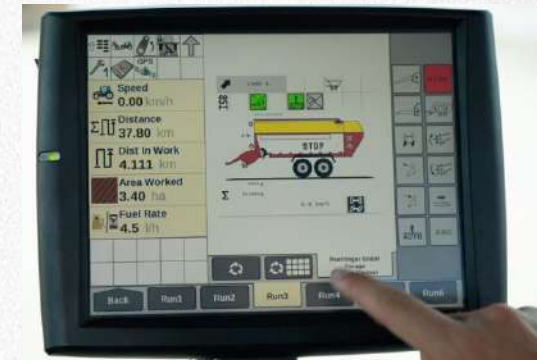 GPS
Speed
0.00 km/h
Distance
37.80 km
Dist In Work
4.111 km
Area Worked
3.40 ha
Fuel Rate
4.5 l/h
STOP
Σ
AUTO
Back
Run1
Run2
Run3
Run4
Run6